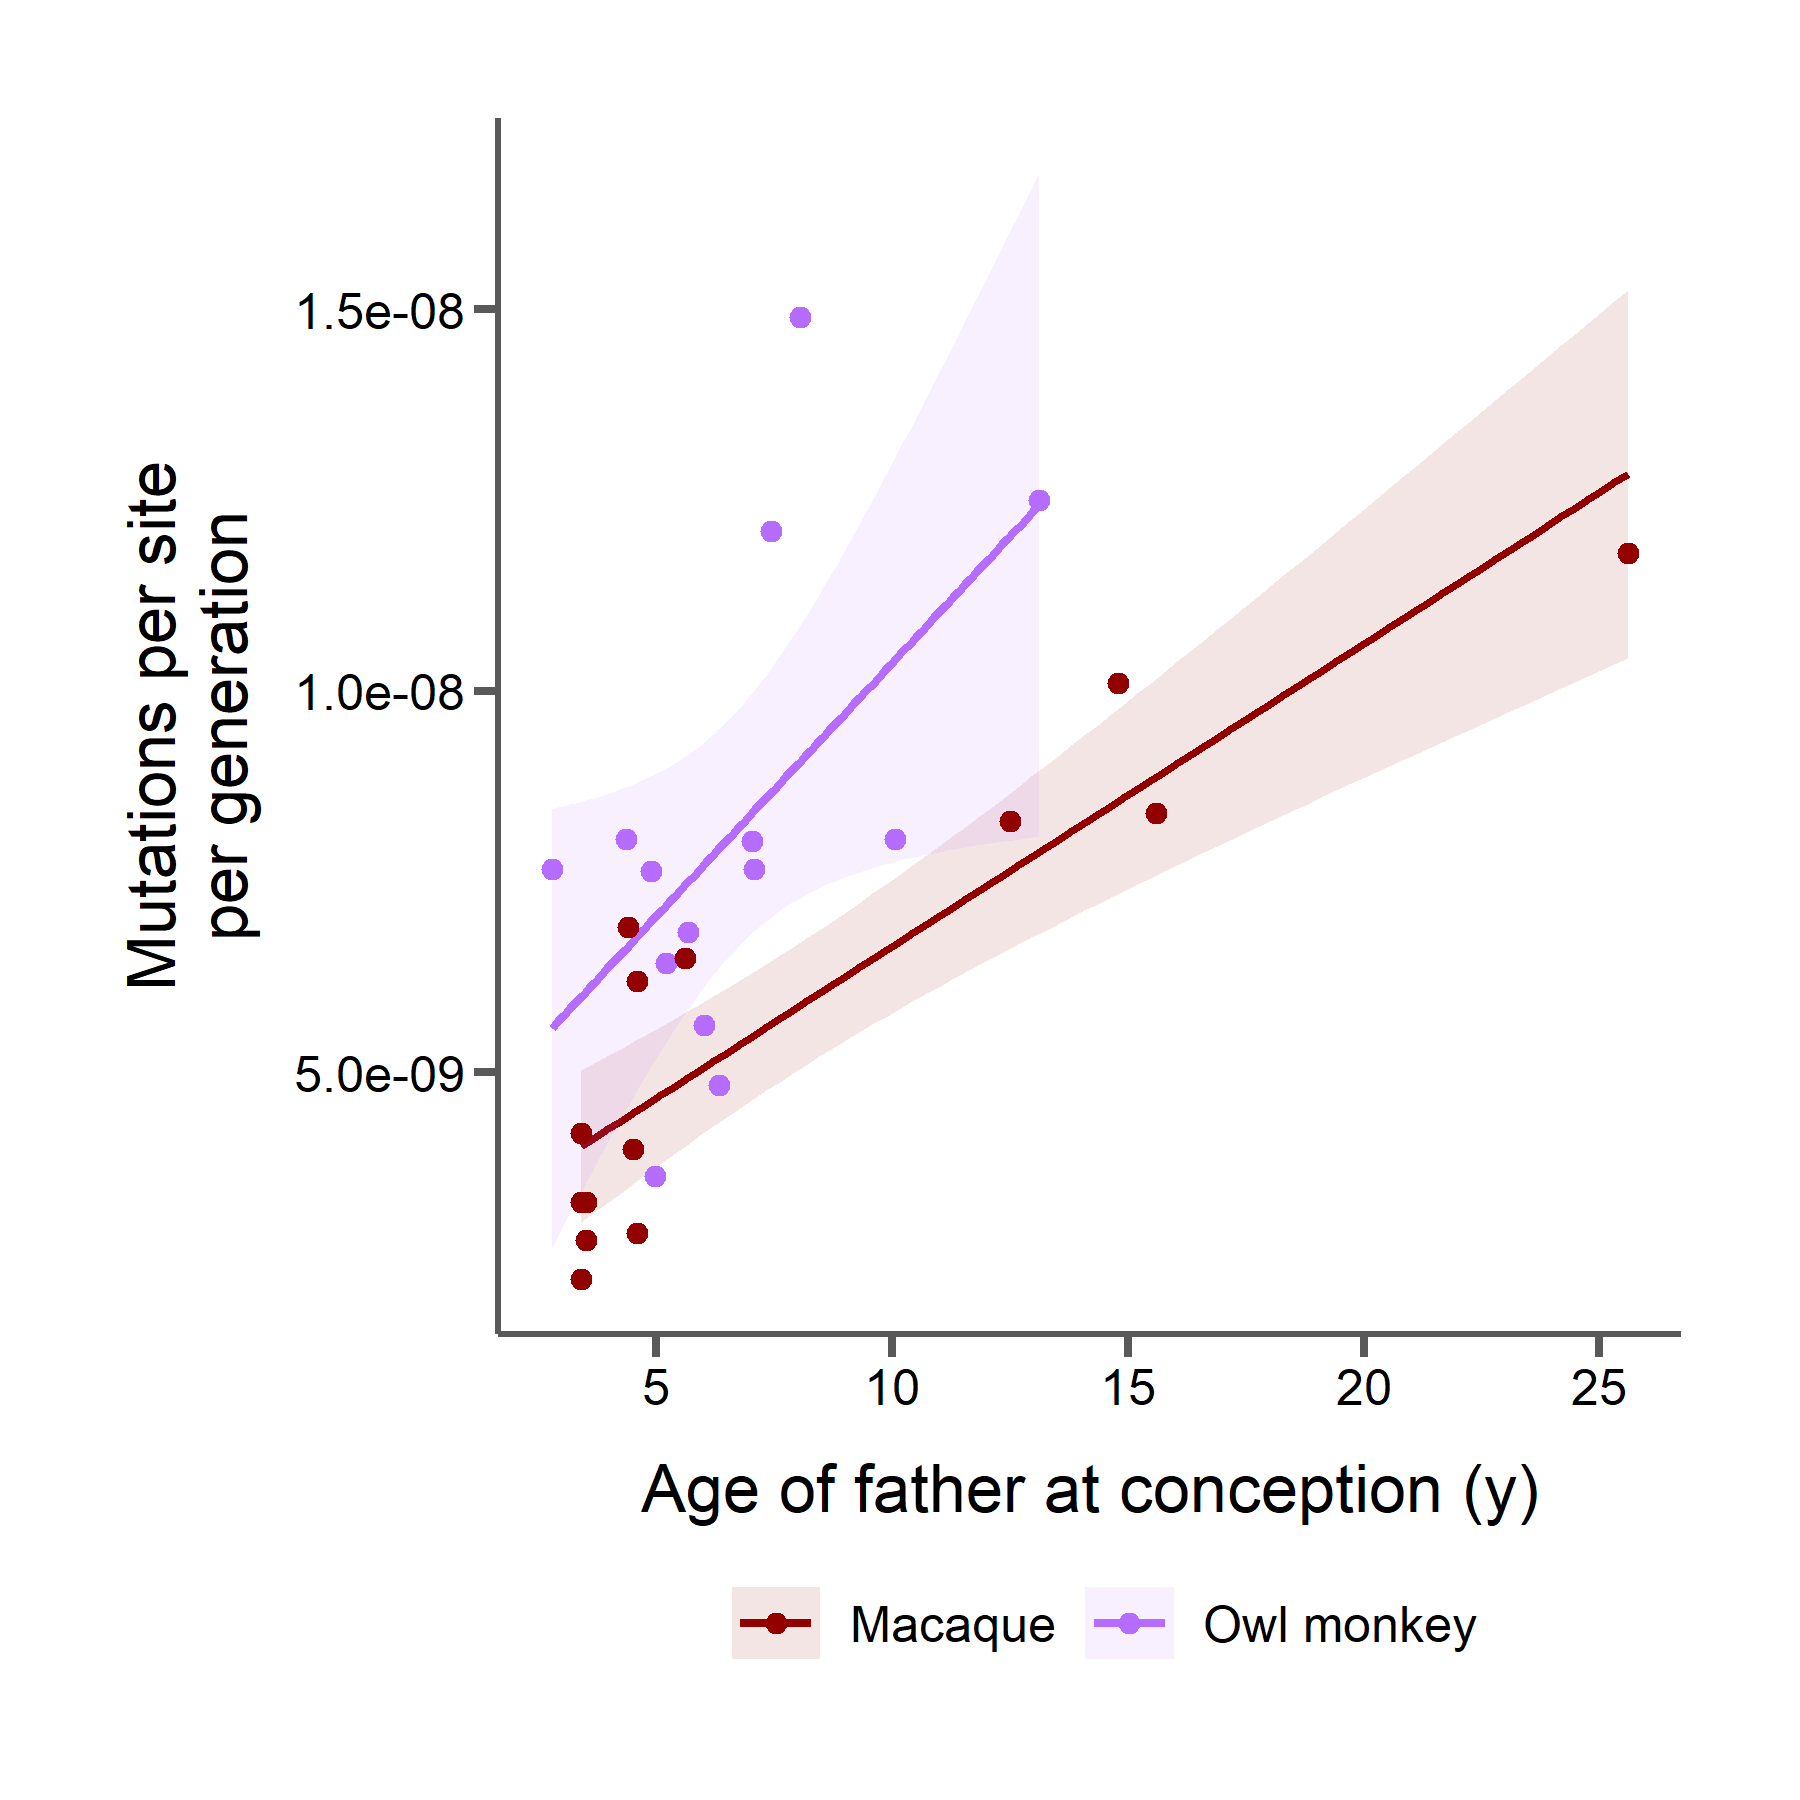 Mutations per site
per generation
1.5e-08
1.0e-08
5.0e-09
5
10
15
20
25
Age of father at conception (y)
Macaque
Owl monkey